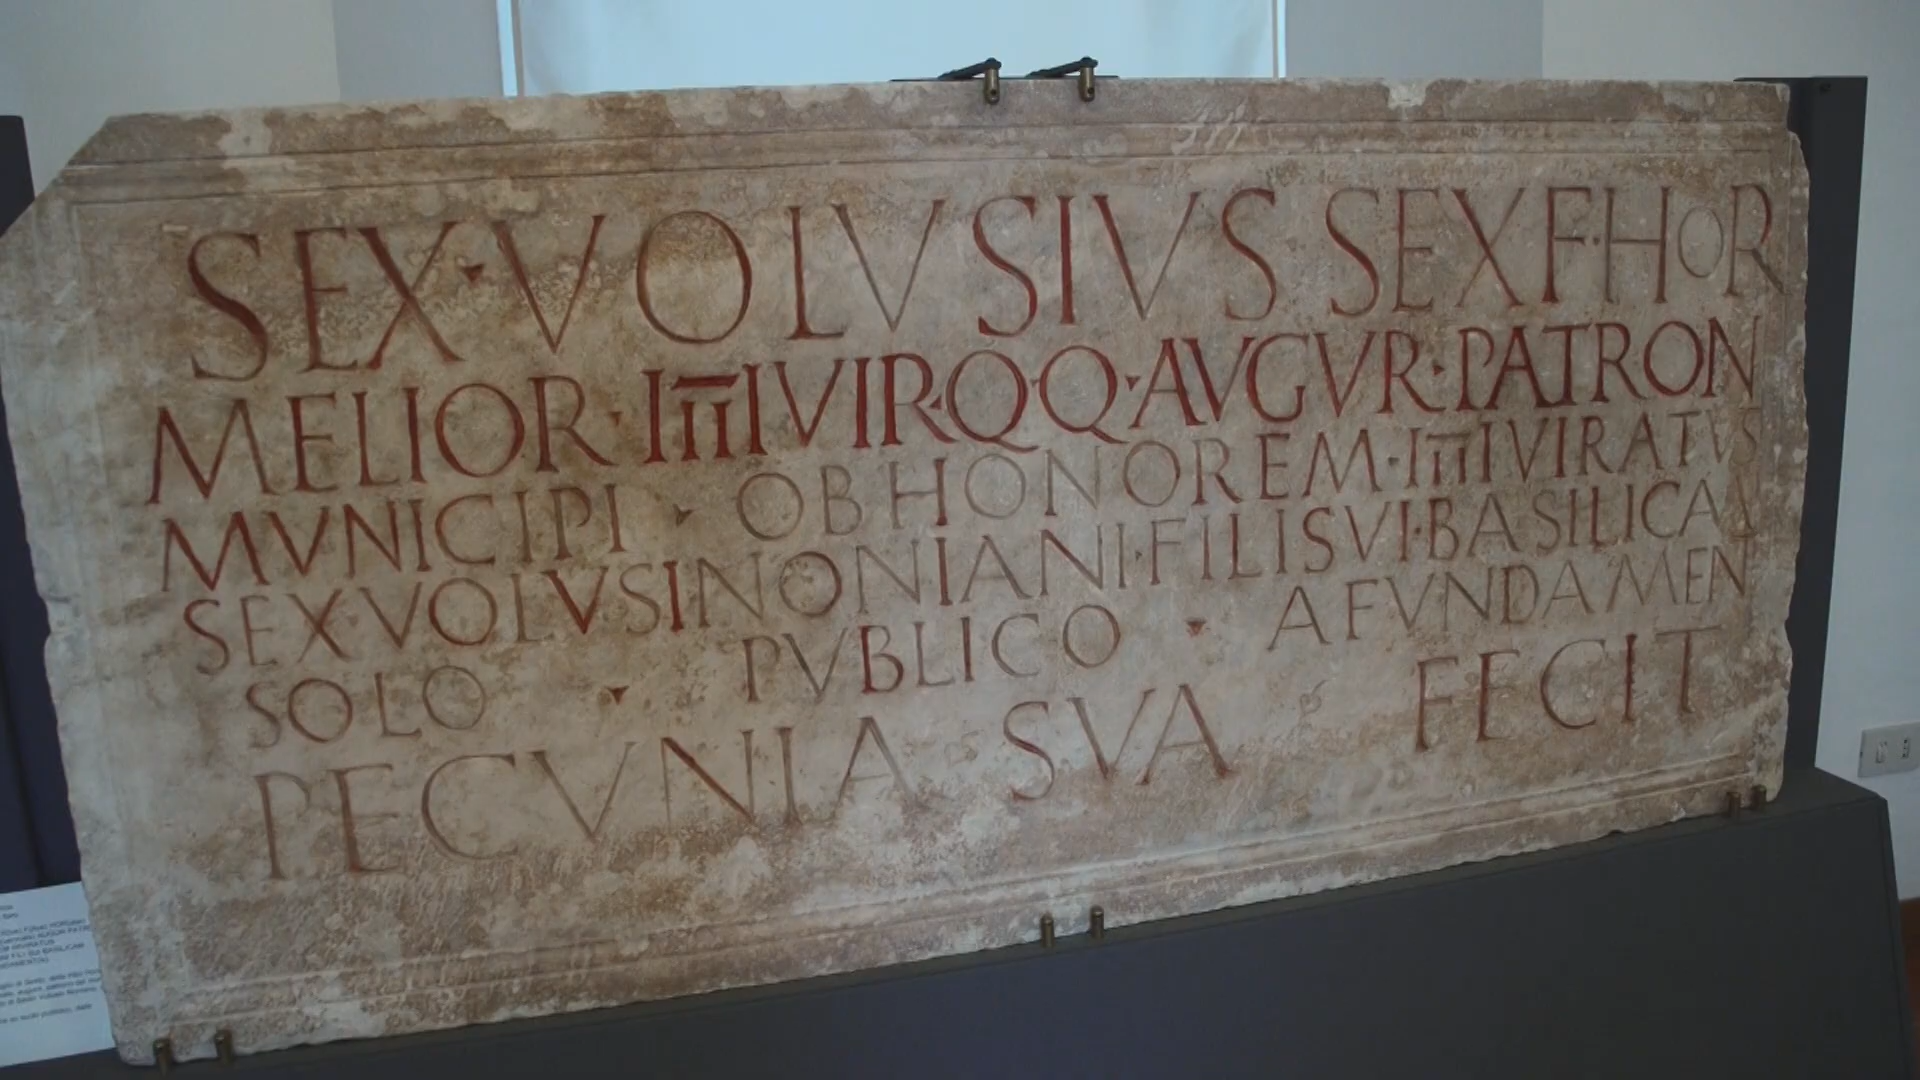 SEX·VOLVSIVS SEX F·HOR
MELIOR·IIIIVIR·Q·Q·AVGVR·PATRON
MVNICIPI · OB HONOREM·IIIIVIRATVS
SEX VOLVSI NONIANI·FILI SVI·BASILICAM
SOLO · PVBLICO · A FVNDAMEN
PECVNIA SVA FECIT